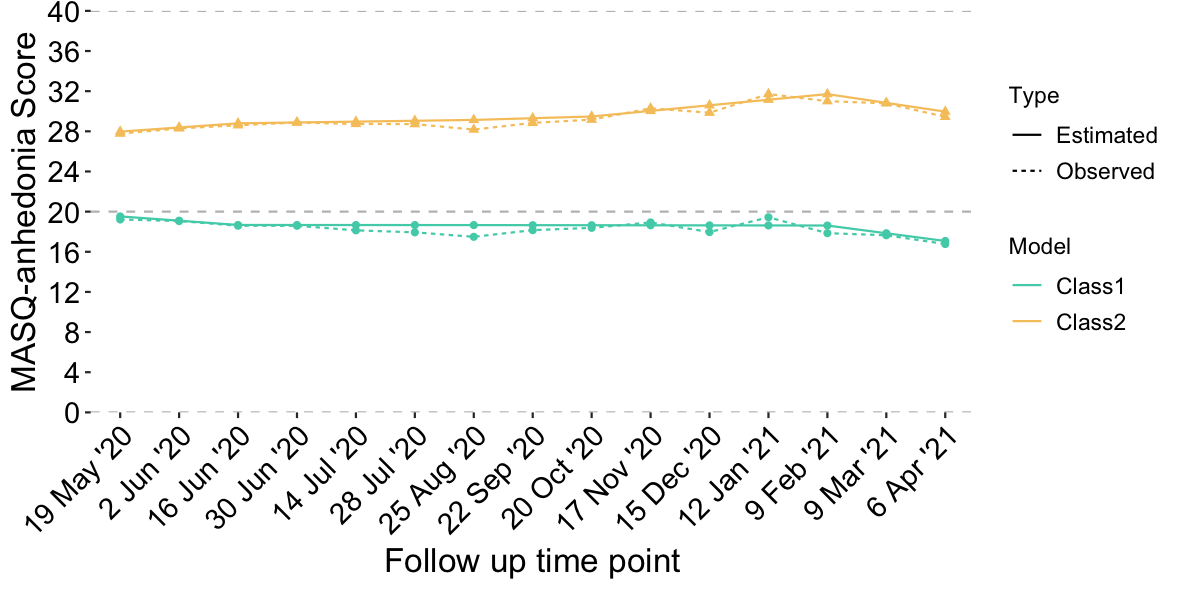 MASQ-anhedonia Score
40
36
32
28
24
20
16
12
8
4
0
19 May '20
2 Jun '20
16 Jun '20
30 Jun '20
14 Jul '20
28 Jul '20
25 Aug '20
22 Sep '20
20 Oct '20
17 Nov '20
15 Dec '20
12 Jan '21
9 Feb '21
9 Mar '21
6 Apr '21
Follow up time point
Type
Estimated
Observed
Model
Class1
Class2